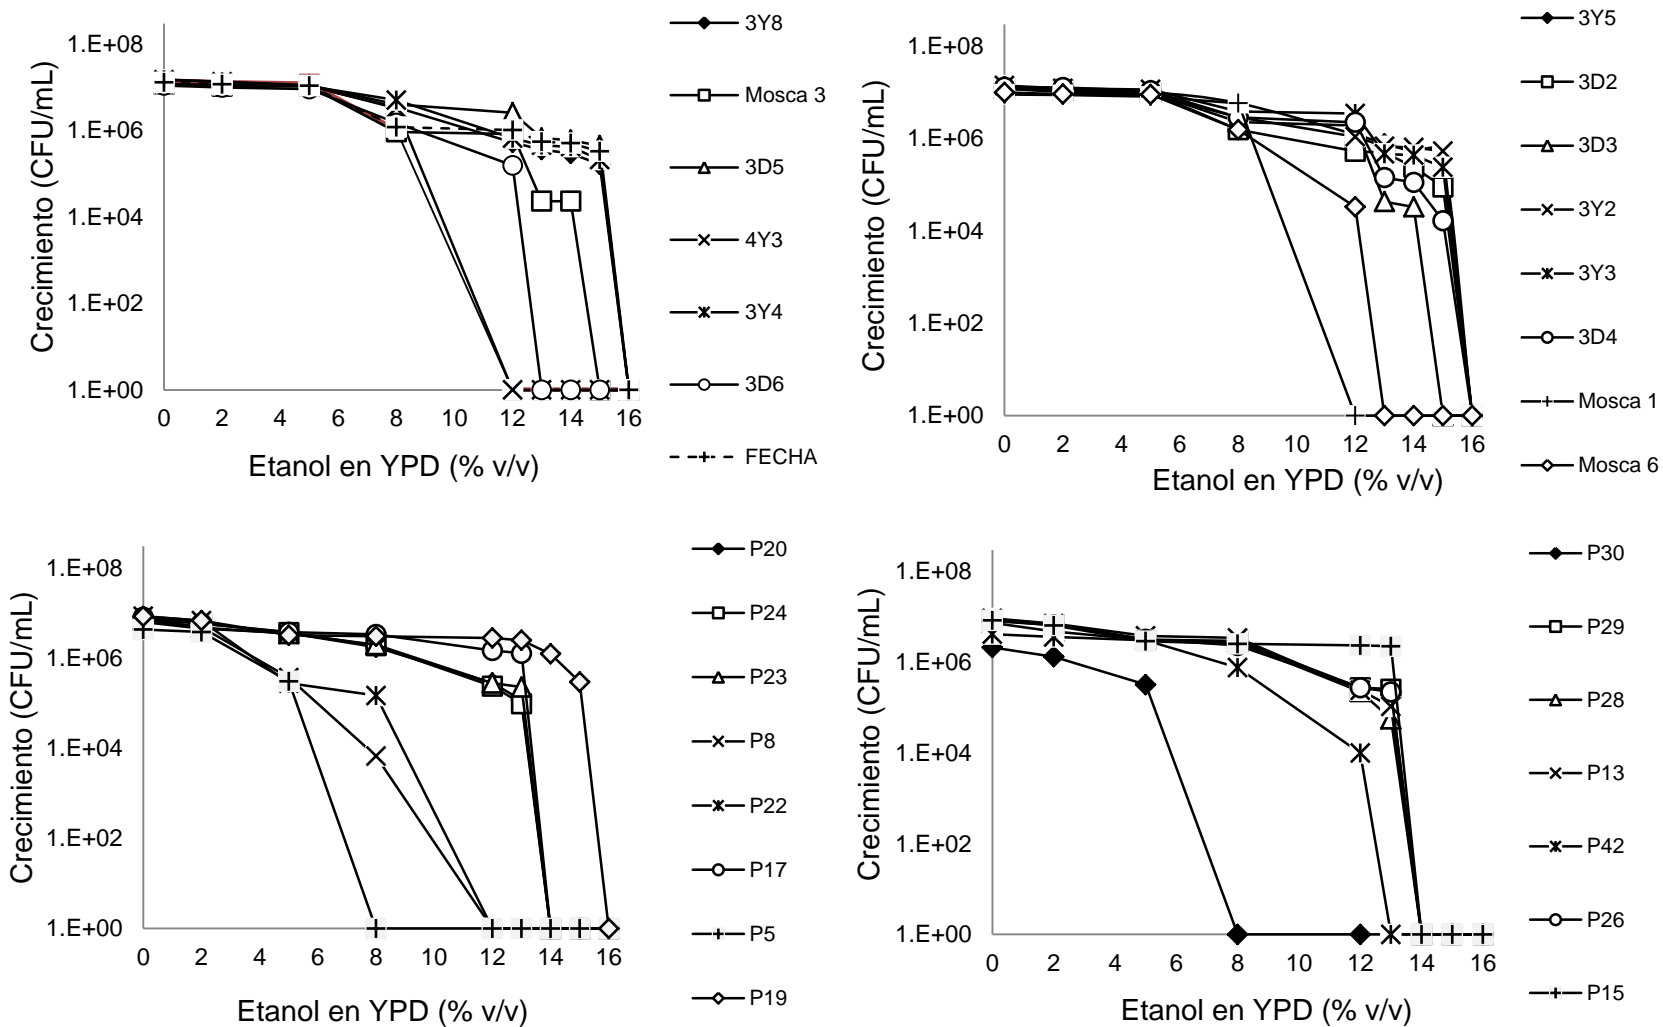 1.E+08
1.E+06
1.E+04
1.E+02
1.E+00
Crecimiento (CFU/mL)
0 2 4 6 8 10 12 14 16
Etanol en YPD (% v/v)
3Y8
Mosca 3
3D5
4Y3
3Y4
3D6
FECHA
1.E+08
1.E+06
1.E+04
1.E+02
1.E+00
Crecimiento (CFU/mL)
0 2 4 6 8 10 12 14 16
Etanol en YPD (% v/v)
3Y5
3D2
3D3
3Y2
3Y3
3D4
Mosca 1
Mosca 6
1.E+08
1.E+06
1.E+04
1.E+02
1.E+00
Crecimiento (CFU/mL)
0 2 4 6 8 10 12 14 16
Etanol en YPD (% v/v)
P20
P24
P23
P8
P22
P17
P5
P19
1.E+08
1.E+06
1.E+04
1.E+02
1.E+00
Crecimiento (CFU/mL)
0 2 4 6 8 10 12 14 16
Etanol en YPD (% v/v)
P30
P29
P28
P13
P42
P26
P15